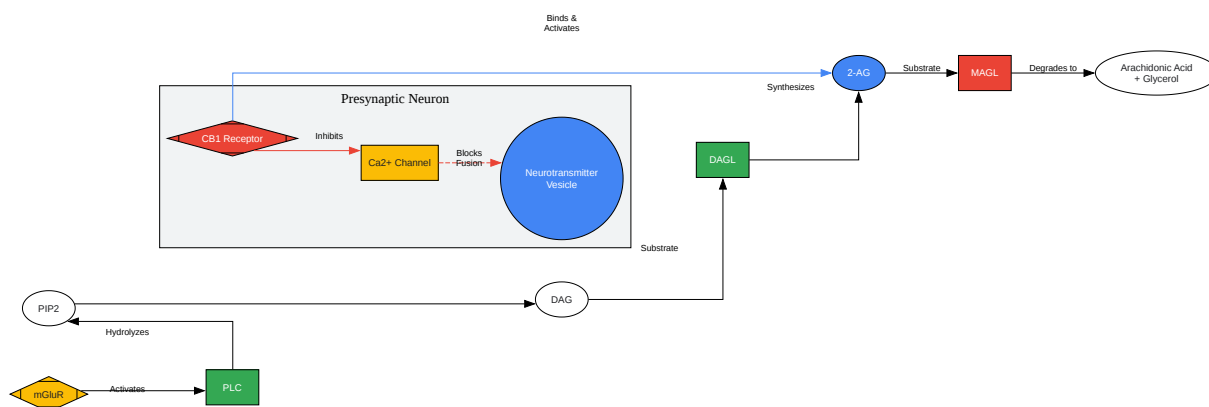 Binds &
Activates
2-AG
Substrate
MAGL
Degrades to
Arachidonic Acid
+ Glycerol
Synthesizes
Presynaptic Neuron
CB1 Receptor
Inhibits
Ca2+ Channel
Blocks
Fusion
Neurotransmitter
Vesicle
DAGL
Substrate
PIP2
DAG
Hydrolyzes
mGluR
Activates
PLC